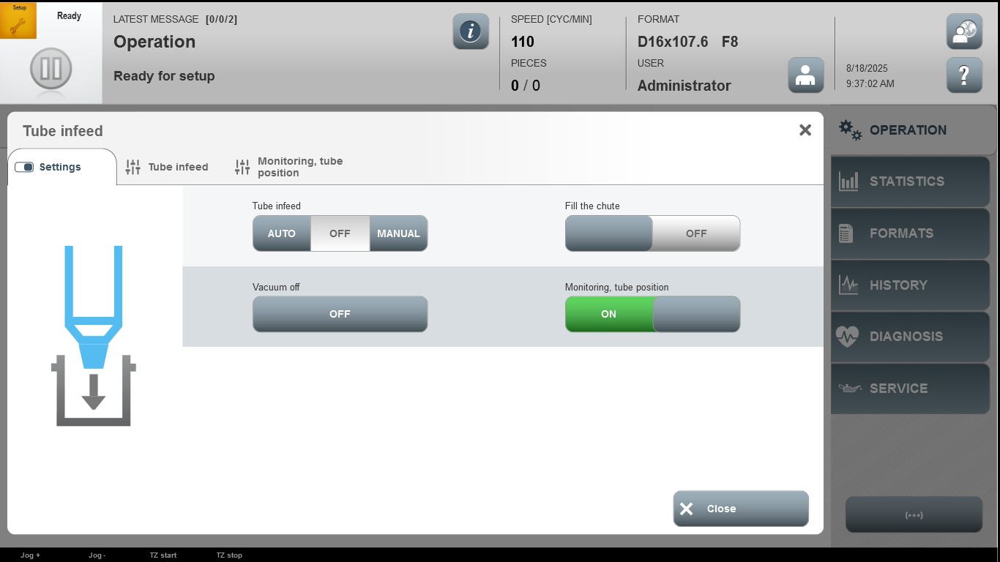 Setup
Ready
LATEST MESSAGE [0/0/2]
Operation
Ready for setup
i
SPEED [CYC/MIN]
110
PIECES
0 / 0
FORMAT
D16x107.6 F8
USER
Administrator
8/18/2025
9:37:02 AM
?
Tube infeed
Settings
Tube infeed
Monitoring, tube
position
Tube infeed
AUTO OFF MANUAL
Fill the chute
OFF
Vacuum off
OFF
Monitoring, tube position
ON
Close
OPERATION
STATISTICS
FORMATS
HISTORY
DIAGNOSIS
SERVICE
(•••)
Jog + Jog - TZ start TZ stop